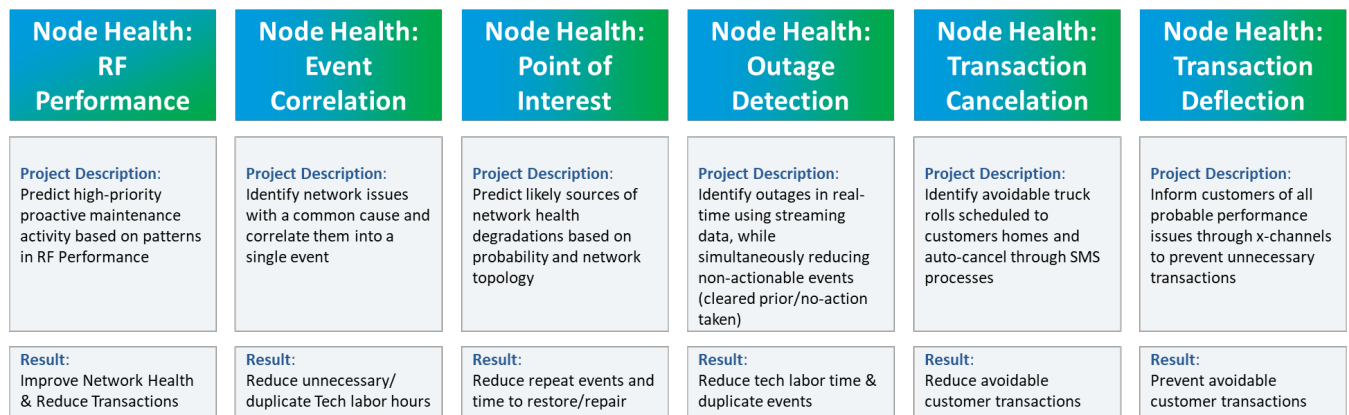 Node Health:
RF
Performance
Node Health:
Event
Correlation
Node Health:
Point of
Interest
Node Health:
Outage
Detection
Node Health:
Transaction
Cancelation
Node Health:
Transaction
Deflection
Project Description:
Predict high-priority
proactive maintenance
activity based on patterns
in RF Performance
Project Description:
Identify network issues
with a common cause and
correlate them into a
single event
Project Description:
Predict likely sources of
network health
degradations based on
probability and network
topology
Project Description:
Identify outages in real-
time using streaming
data, while
simultaneously reducing
non-actionable events
(cleared prior/no-action
taken)
Project Description:
Identify avoidable truck
rolls scheduled to
customers homes and
auto-cancel through SMS
processes
Project Description:
Inform customers of all
probable performance
issues through x-channels
to prevent unnecessary
transactions
Result:
Improve Network Health
& Reduce Transactions
Result:
Reduce unnecessary/
duplicate Tech labor hours
Result:
Reduce repeat events and
time to restore/repair
Result:
Reduce tech labor time &
duplicate events
Result:
Reduce avoidable
customer transactions
Result:
Prevent avoidable
customer transactions